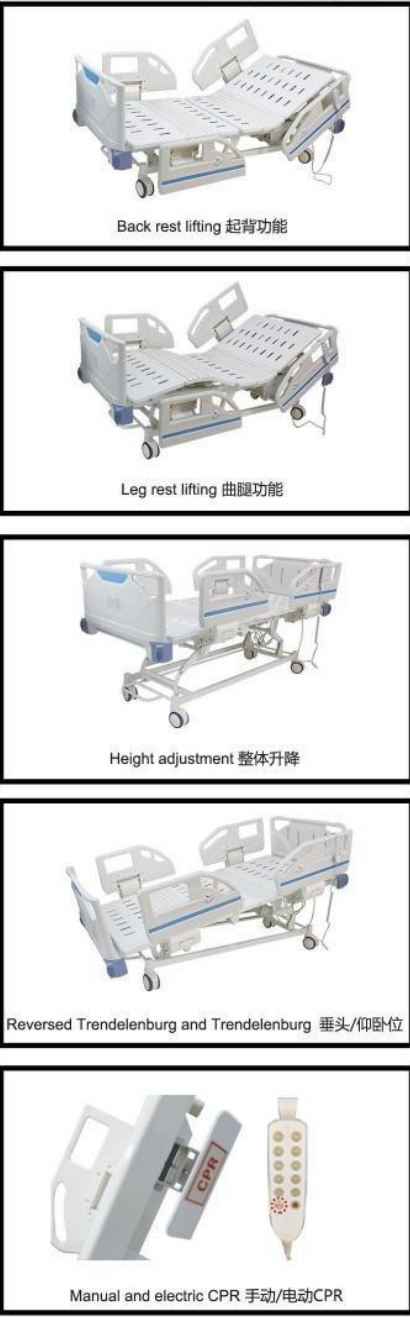 Back rest lifting 起背功能
Leg rest lifting 曲腿功能
Height adjustment 整体升降
Reversed Trendelenburg and Trendelenburg 垂头/仰卧位
CPR
Manual and electric CPR 手动/电动CPR